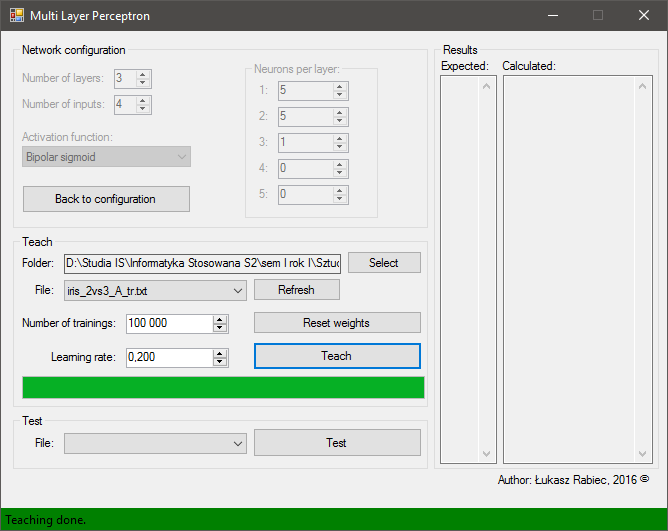 Multi Layer Perceptron
Network configuration
Number of layers: 3
Number of inputs: 4
Activation function:
Bipolar sigmoid
Back to configuration
Neurons per layer:
1: 5
2: 5
3: 1
4: 0
5: 0
Teach
Folder: D:\Studia IS\Informatyka Stosowana S2\sem I rok I\Sztuc Select
File: iris_2vs3_A_tr.txt Refresh
Number of trainings: 100 000 Reset weights
Learning rate: 0,200 Teach
Test
File: Test
Results
Expected: Calculated:
Author: Łukasz Rabiec, 2016 ©
Teaching done.